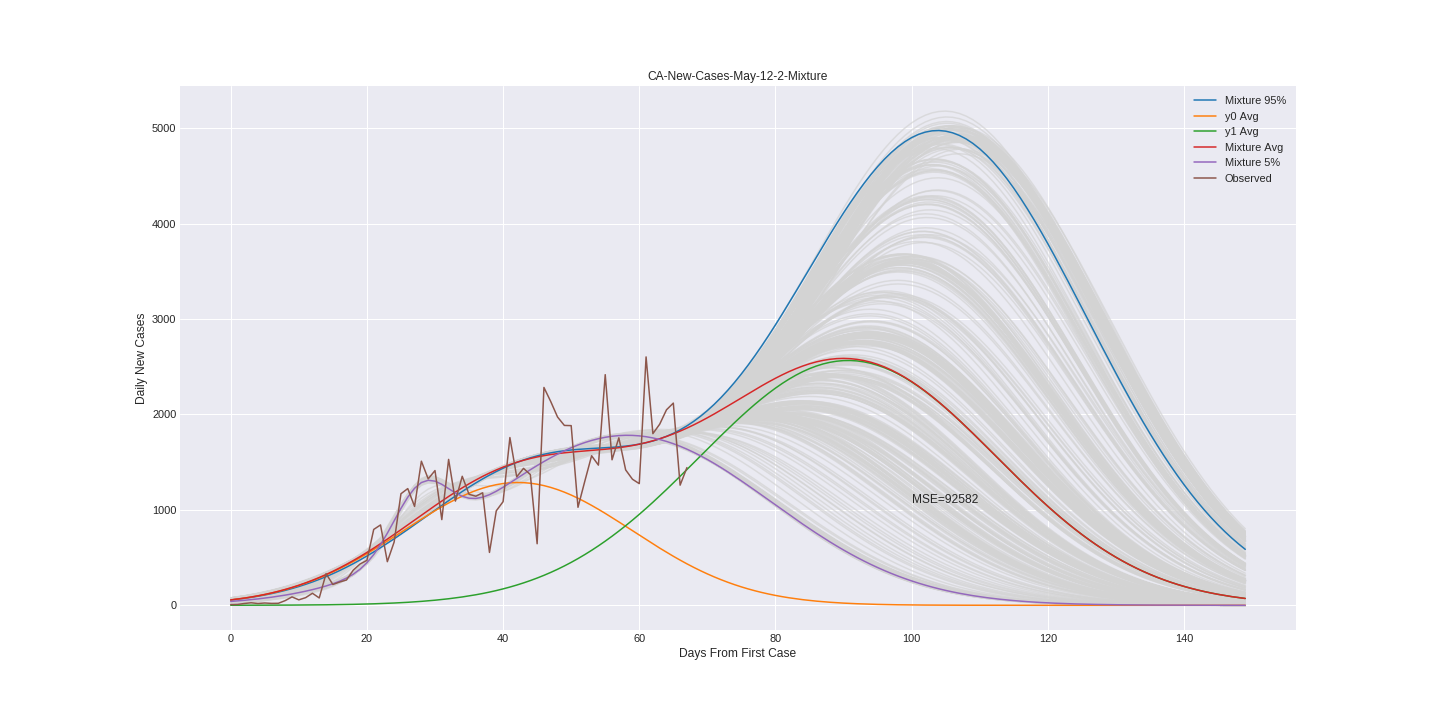 CA-New-Cases-May-12-2-Mixture
Mixture 95%
y0 Avg
y1 Avg
Mixture Avg
Mixture 5%
Observed
5000
4000
3000
2000
1000
0
Daily New Cases
MSE=92582
0 20 40 60 80 100 120 140
Days From First Case